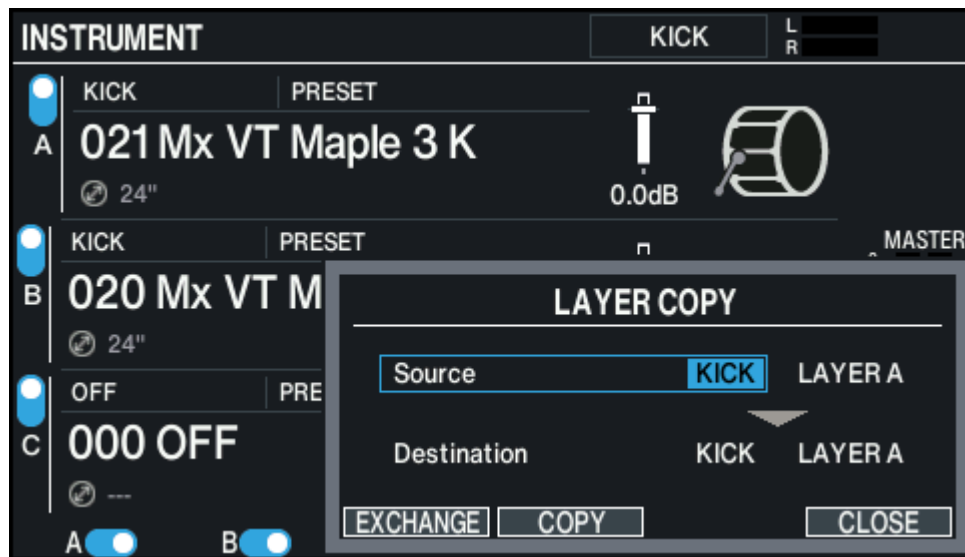 INSTRUMENT KICK L
R
KICK PRESET
A 021 Mx VT Maple 3 K
24" 0.0dB
KICK PRESET MASTER
B 020 Mx VT M
24"
LAYER COPY
Source KICK LAYER A
OFF PRE
C 000 OFF
Destination KICK LAYER A
---
EXCHANGE COPY CLOSE
A B